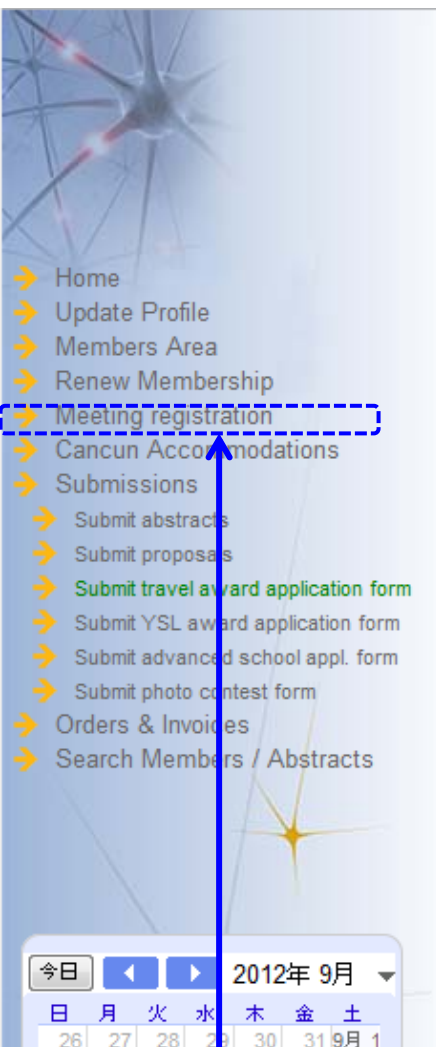 Home
Update Profile
Members Area
Renew Membership
Meeting registration
Cancun Accommodations
Submissions
Submit abstracts
Submit proposals
Submit travel award application form
Submit YSL award application form
Submit advanced school appl. form
Submit photo contest form
Orders & Invoices
Search Members / Abstracts
今日 2012年 9月
日 月 火 水 木 金 土
26 27 28 29 30 31 9月 1